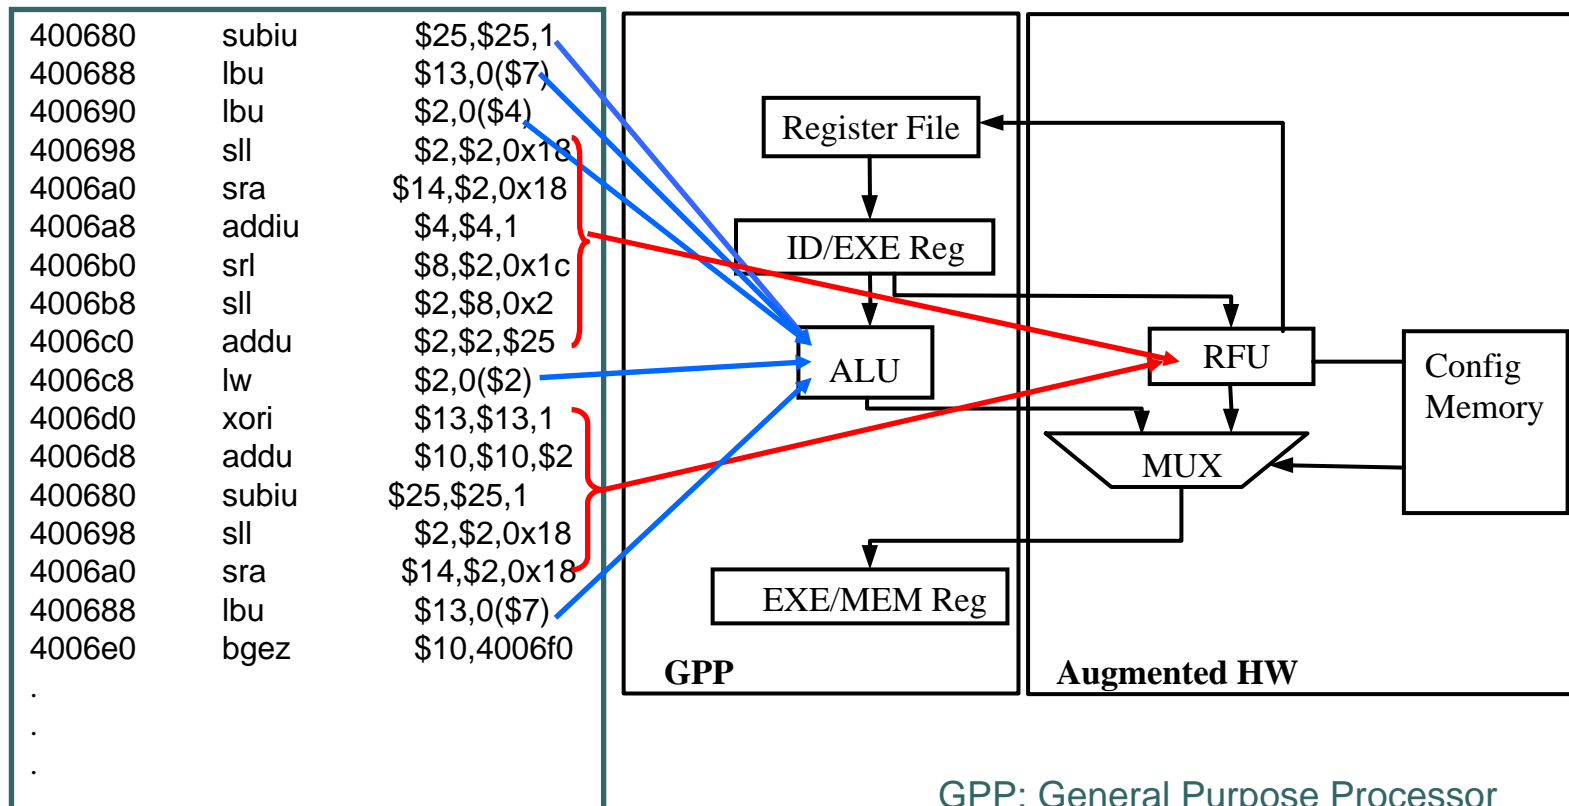 400680 subiu $25,$25,1
400688 lbu $13,0($7)
400690 lbu $2,0($4)
400698 sll $2,$2,0x18
4006a0 sra $14,$2,0x18
4006a8 addiu $4,$4,1
4006b0 srl $8,$2,0x1c
4006b8 sll $2,$8,0x2
4006c0 addu $2,$2,$25
4006c8 lw $2,0($2)
4006d0 xori $13,$13,1
4006d8 addu $10,$10,$2
400680 subiu $25,$25,1
400698 sll $2,$2,0x18
4006a0 sra $14,$2,0x18
400688 lbu $13,0($7)
4006e0 bgez $10,4006f0
.
.
.
Register File
ID/EXE Reg
ALU
EXE/MEM Reg
GPP
RFU
MUX
Config
Memory
Augmented HW
GPP: General Purpose Processor